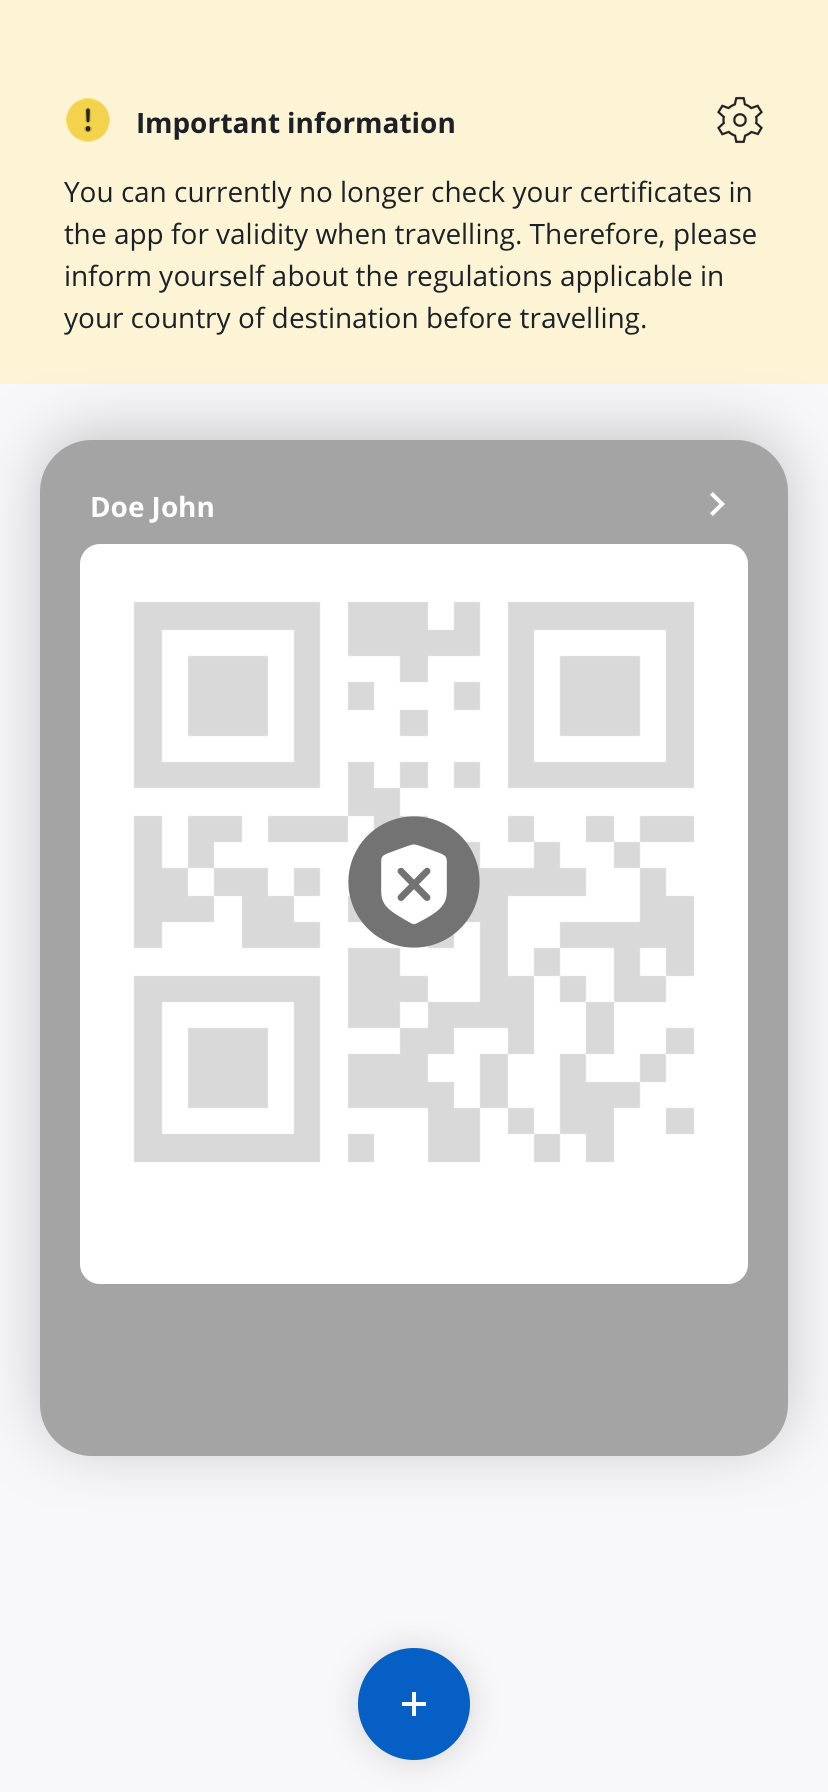 Important information
You can currently no longer check your certificates in
the app for validity when travelling. Therefore, please
inform yourself about the regulations applicable in
your country of destination before travelling.
Doe John